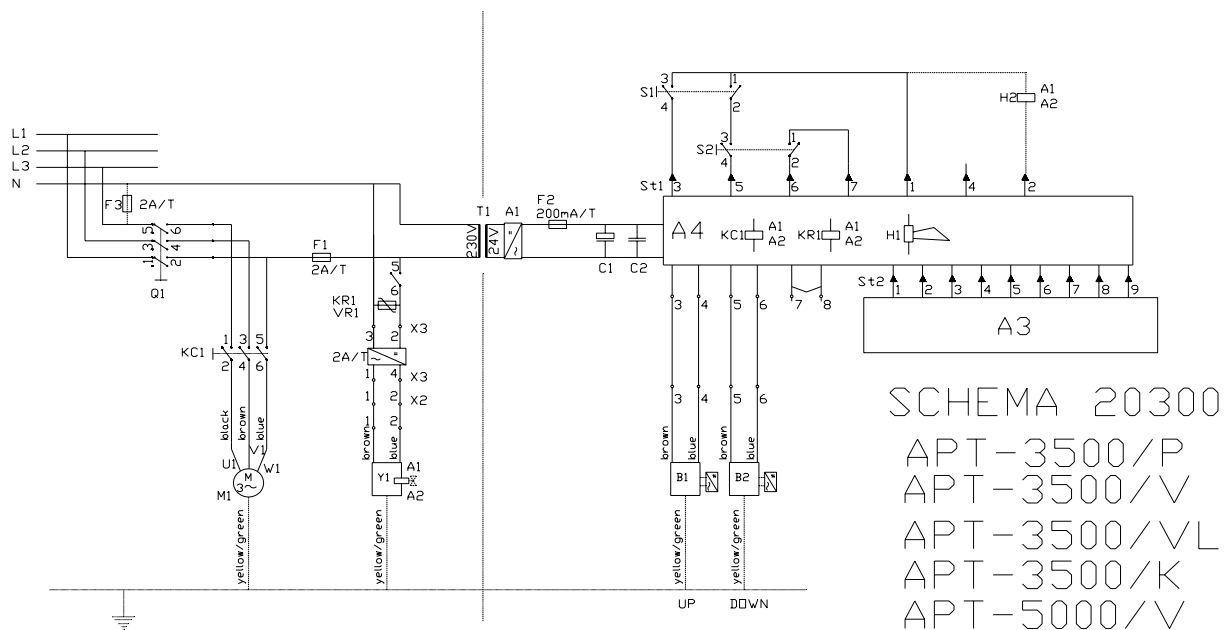 L1
L2
L3
N
F3 2A/T
5 6
3 4
1 2
Q1
F1
2A/T
KC1
1 3 5
2 4 6
black
brown
blue
U1
V1
W1
M
3~
M1
yellow/green
5
6
KR1
VR1
3 2 X3
2A/T
~ =
1 4 X3
1 2 X2
1 2
brown
blue
Y1
A1
A2
yellow/green
T1
230V
24V
A1
F2
200mA/T
C1
C2
S1
3 1
4 2
S2
3 1
4 2
H2
A1
A2
St1
3 5 6 7 1 4 2
A4
KC1
A1
A2
KR1
A1
A2
H1
3 4 5 6 7 8
St2
1 2 3 4 5 6 7 8 9
A3
3 4 5 6
brown
blue
brown
blue
B1
B2
yellow/green
yellow/green
UP DOWN
SCHEMA 20300
APT-3500/P
APT-3500/V
APT-3500/VL
APT-3500/K
APT-5000/V